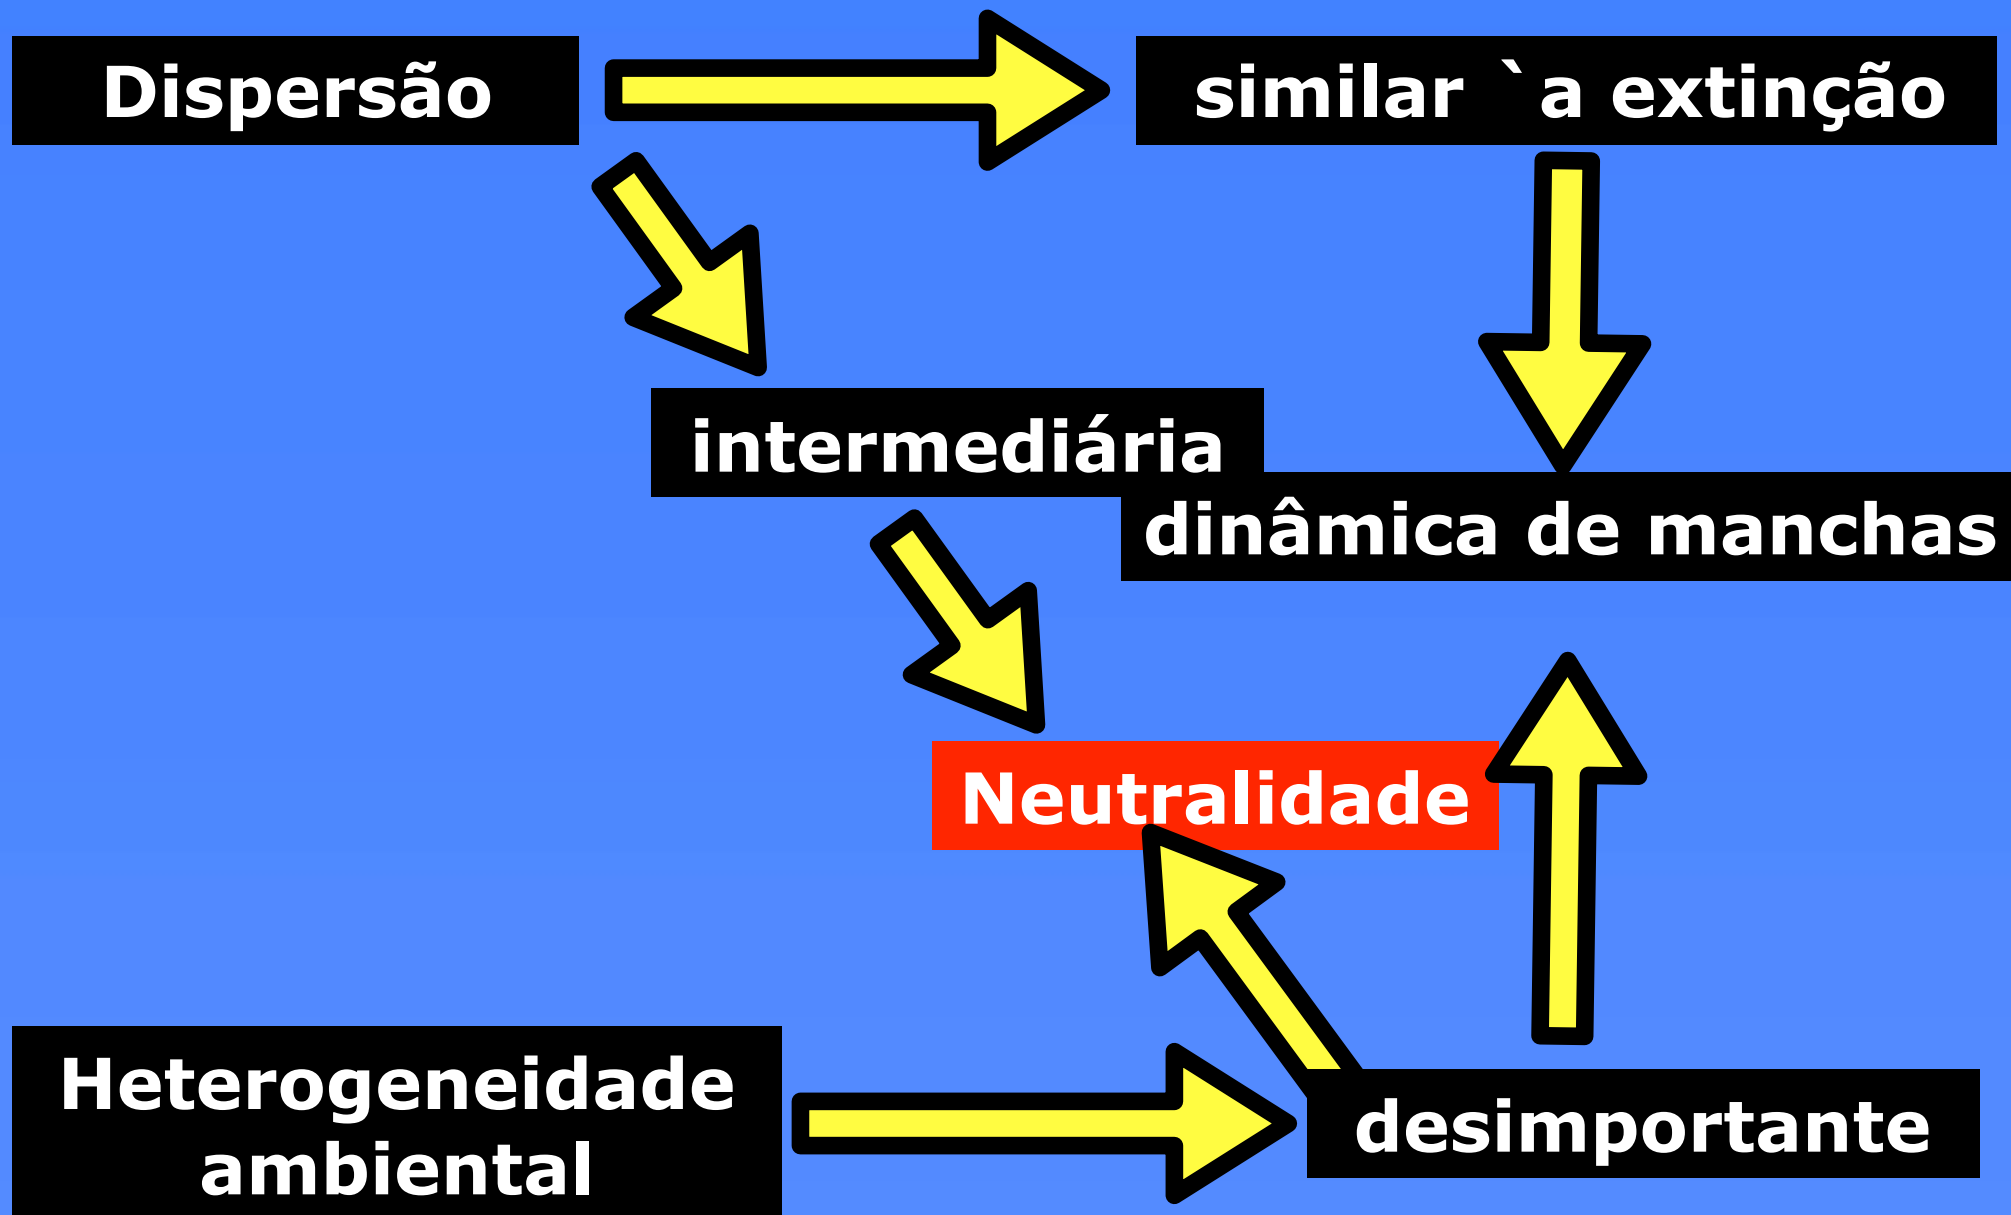 Dispersão
similar `a extinção
intermediária
dinâmica de manchas
Neutralidade
Heterogeneidade
ambiental
desimportante